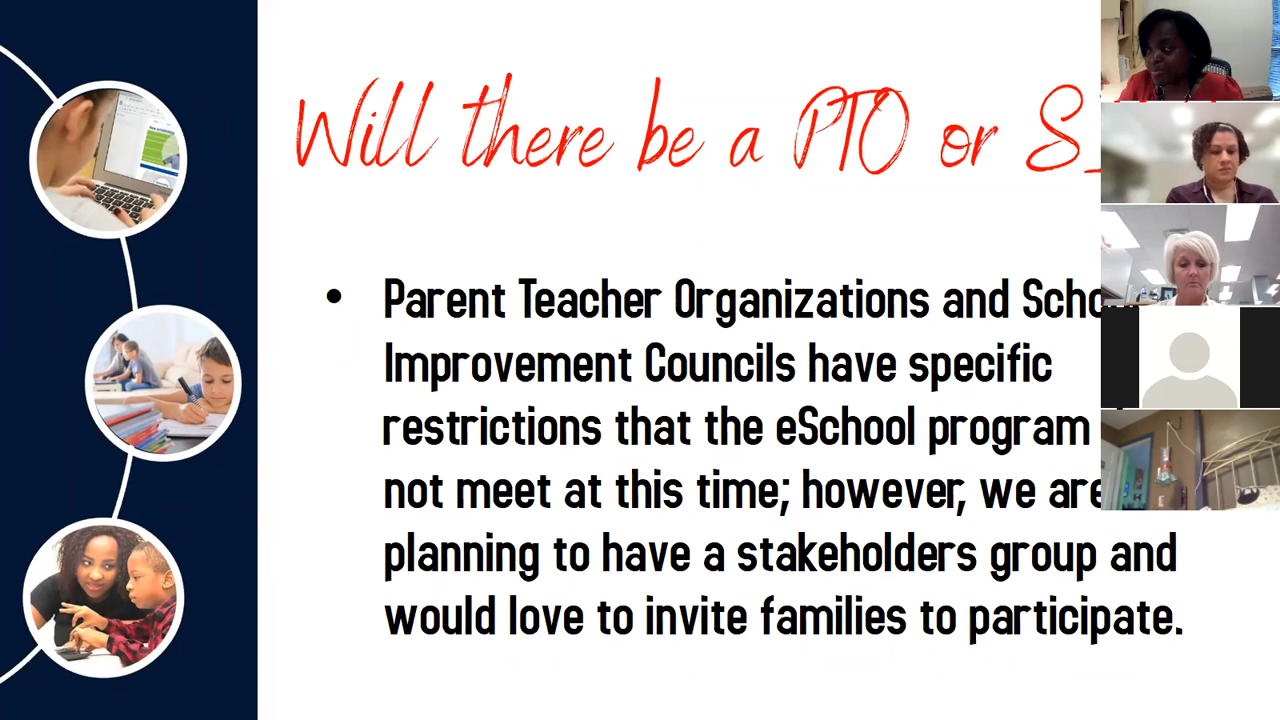 Will there be a PTO or
Parent Teacher Organizations and
Improvement Councils have specific
restrictions that the eSchool program
not meet at this time; however, we are
planning to have a stakeholders group and
would love to invite families to participate.